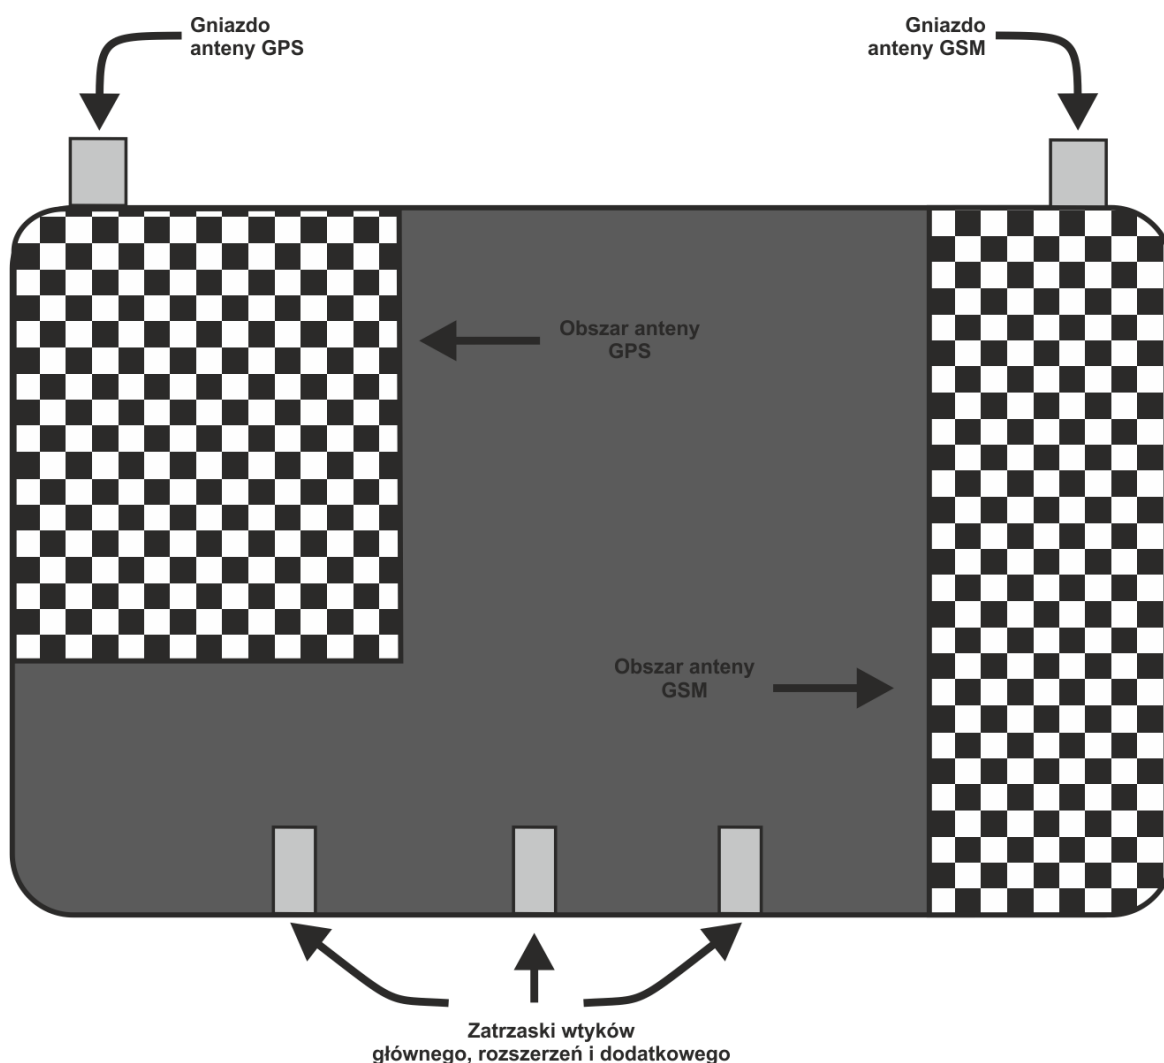 Gniazdo
anteny GPS
Gniazdo
anteny GSM
Obszar anteny
GPS
Obszar anteny
GSM
Zatrzaski wtyków
głównego, rozszerzeń i dodatkowego